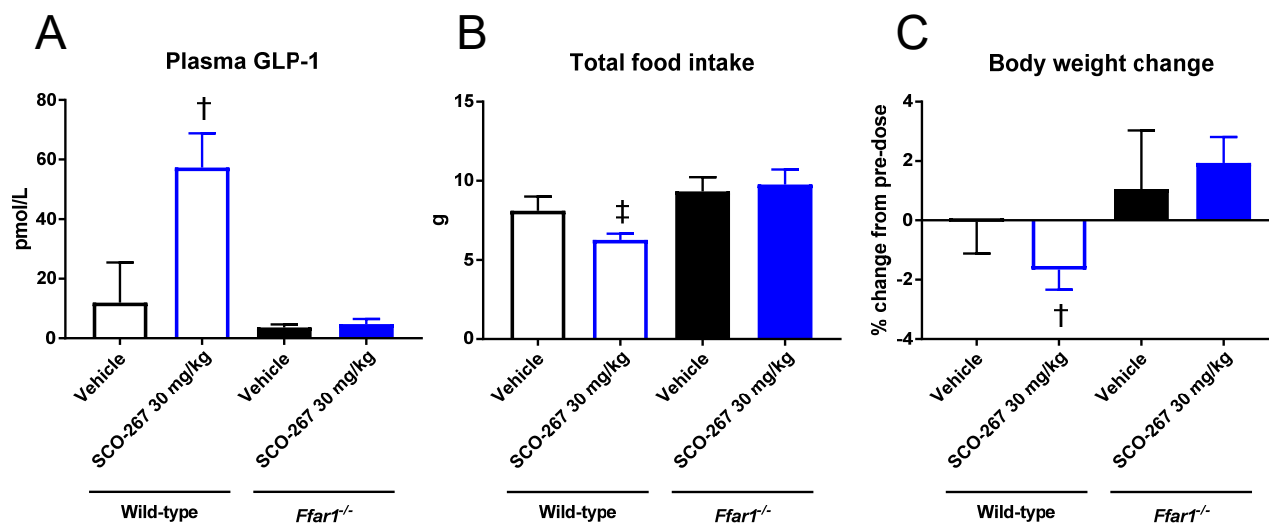 A
Plasma GLP-1
pmol/L
80
60
40
20
0
†
Vehicle
SCO-267 30 mg/kg
Vehicle
SCO-267 30 mg/kg
Wild-type
Ffar1-/-
B
Total food intake
g
15
10
5
0
‡
Vehicle
SCO-267 30 mg/kg
Vehicle
SCO-267 30 mg/kg
Wild-type
Ffar1-/-
C
Body weight change
% change from pre-dose
4
2
0
-2
-4
†
Vehicle
SCO-267 30 mg/kg
Vehicle
SCO-267 30 mg/kg
Wild-type
Ffar1-/-